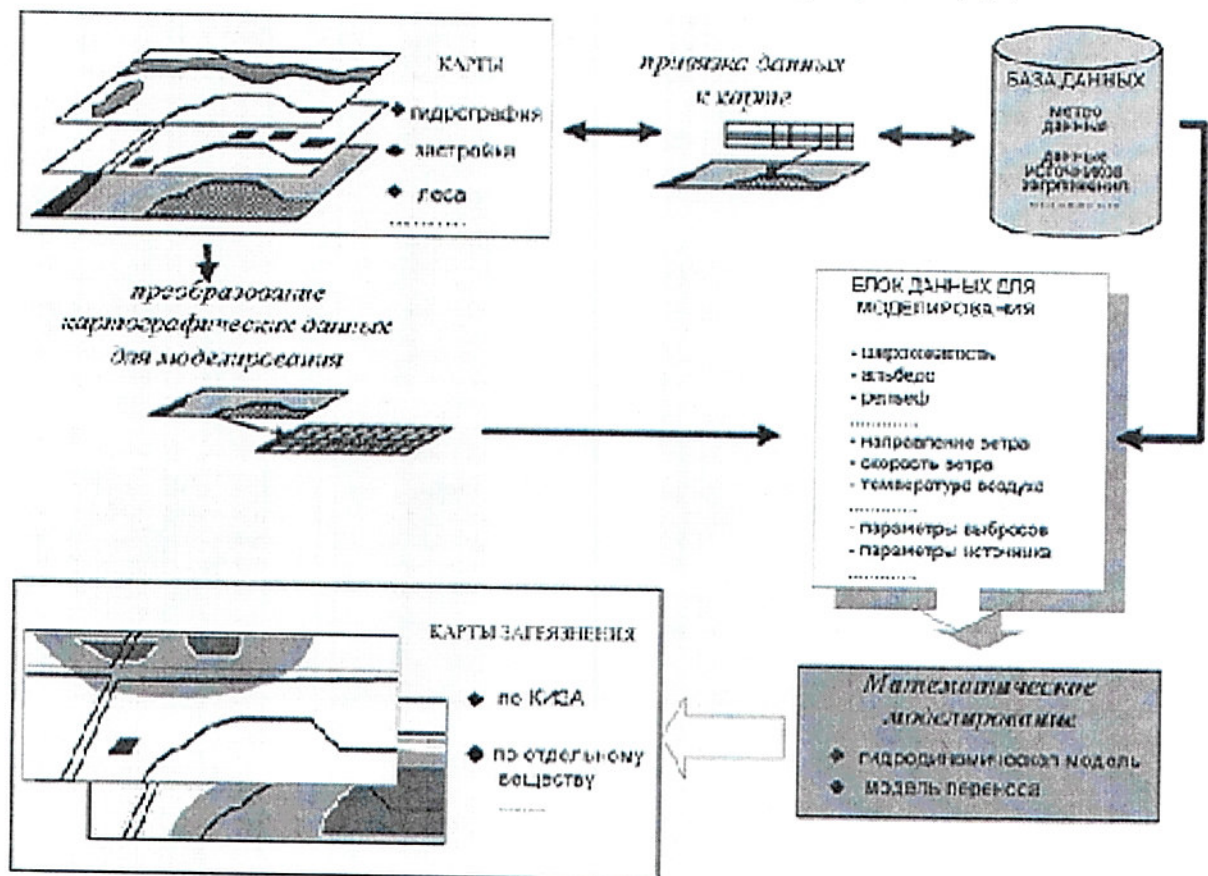 КАРТЫ
гидрография
застройка
леса
...........
привязка данных
к карте
БАЗА ДАННЫХ
метео
данные
данные
источников
загрязнения
...........
преобразование
картографических данных
для моделирования
БЛОК ДАННЫХ ДЛЯ
МОДЕЛИРОВАНИЯ
- шероховатость
- альбедо
- рельеф
...........
- направление ветра
- скорость ветра
- температура воздуха
...........
- параметры выбросов
- параметры источника
...........
КАРТЫ ЗАГРЯЗНЕНИЯ
по КИЗА
по отдельному
веществу
......
Математическое
моделирование
гидродинамическая модель
модель переноса